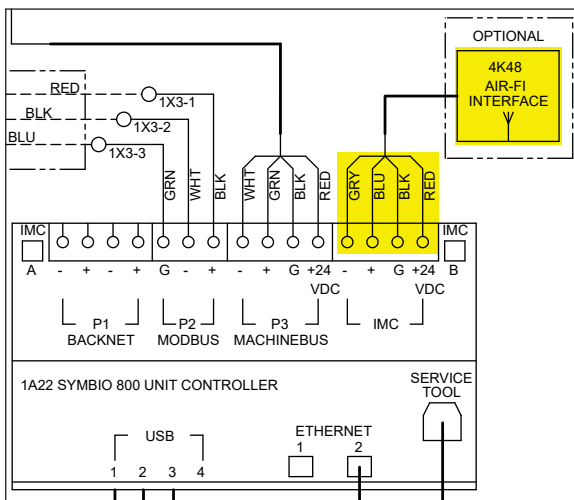 OPTIONAL
4K48
AIR-FI
INTERFACE
RED
1X3-1
BLK
1X3-2
BLU
1X3-3
GRN WHT BLK WHT GRN BLK RED GRY BLU BLK RED
IMC IMC
A - + - + G - + - + G +24 - + G +24 B
VDC VDC
P1 P2 P3 IMC
BACKNET MODBUS MACHINEBUS
1A22 SYMBIO 800 UNIT CONTROLLER
SERVICE
TOOL
USB
ETHERNET
1 2 3 4
1 2